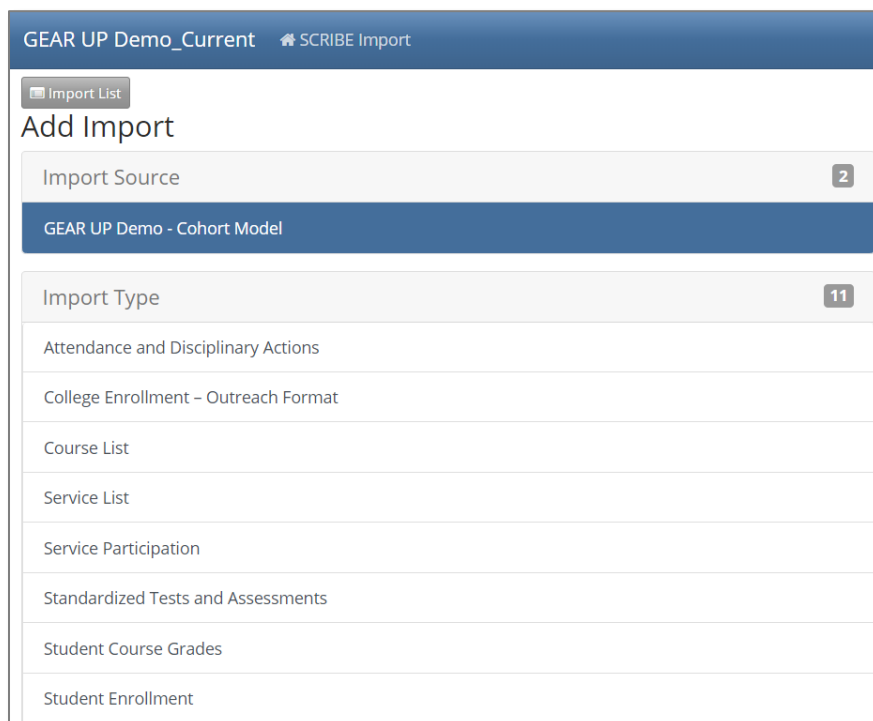 GEAR UP Demo_Current SCRIBE Import
Import List
Add Import
Import Source 2
GEAR UP Demo - Cohort Model
Import Type 11
Attendance and Disciplinary Actions
College Enrollment – Outreach Format
Course List
Service List
Service Participation
Standardized Tests and Assessments
Student Course Grades
Student Enrollment